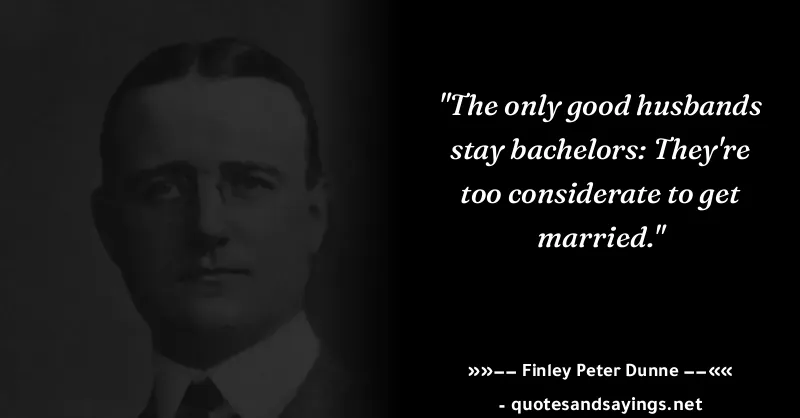 "The only good husbands
stay bachelors: They're
too considerate to get
married."
»»–– Finley Peter Dunne ––««
- quotesandsayings.net